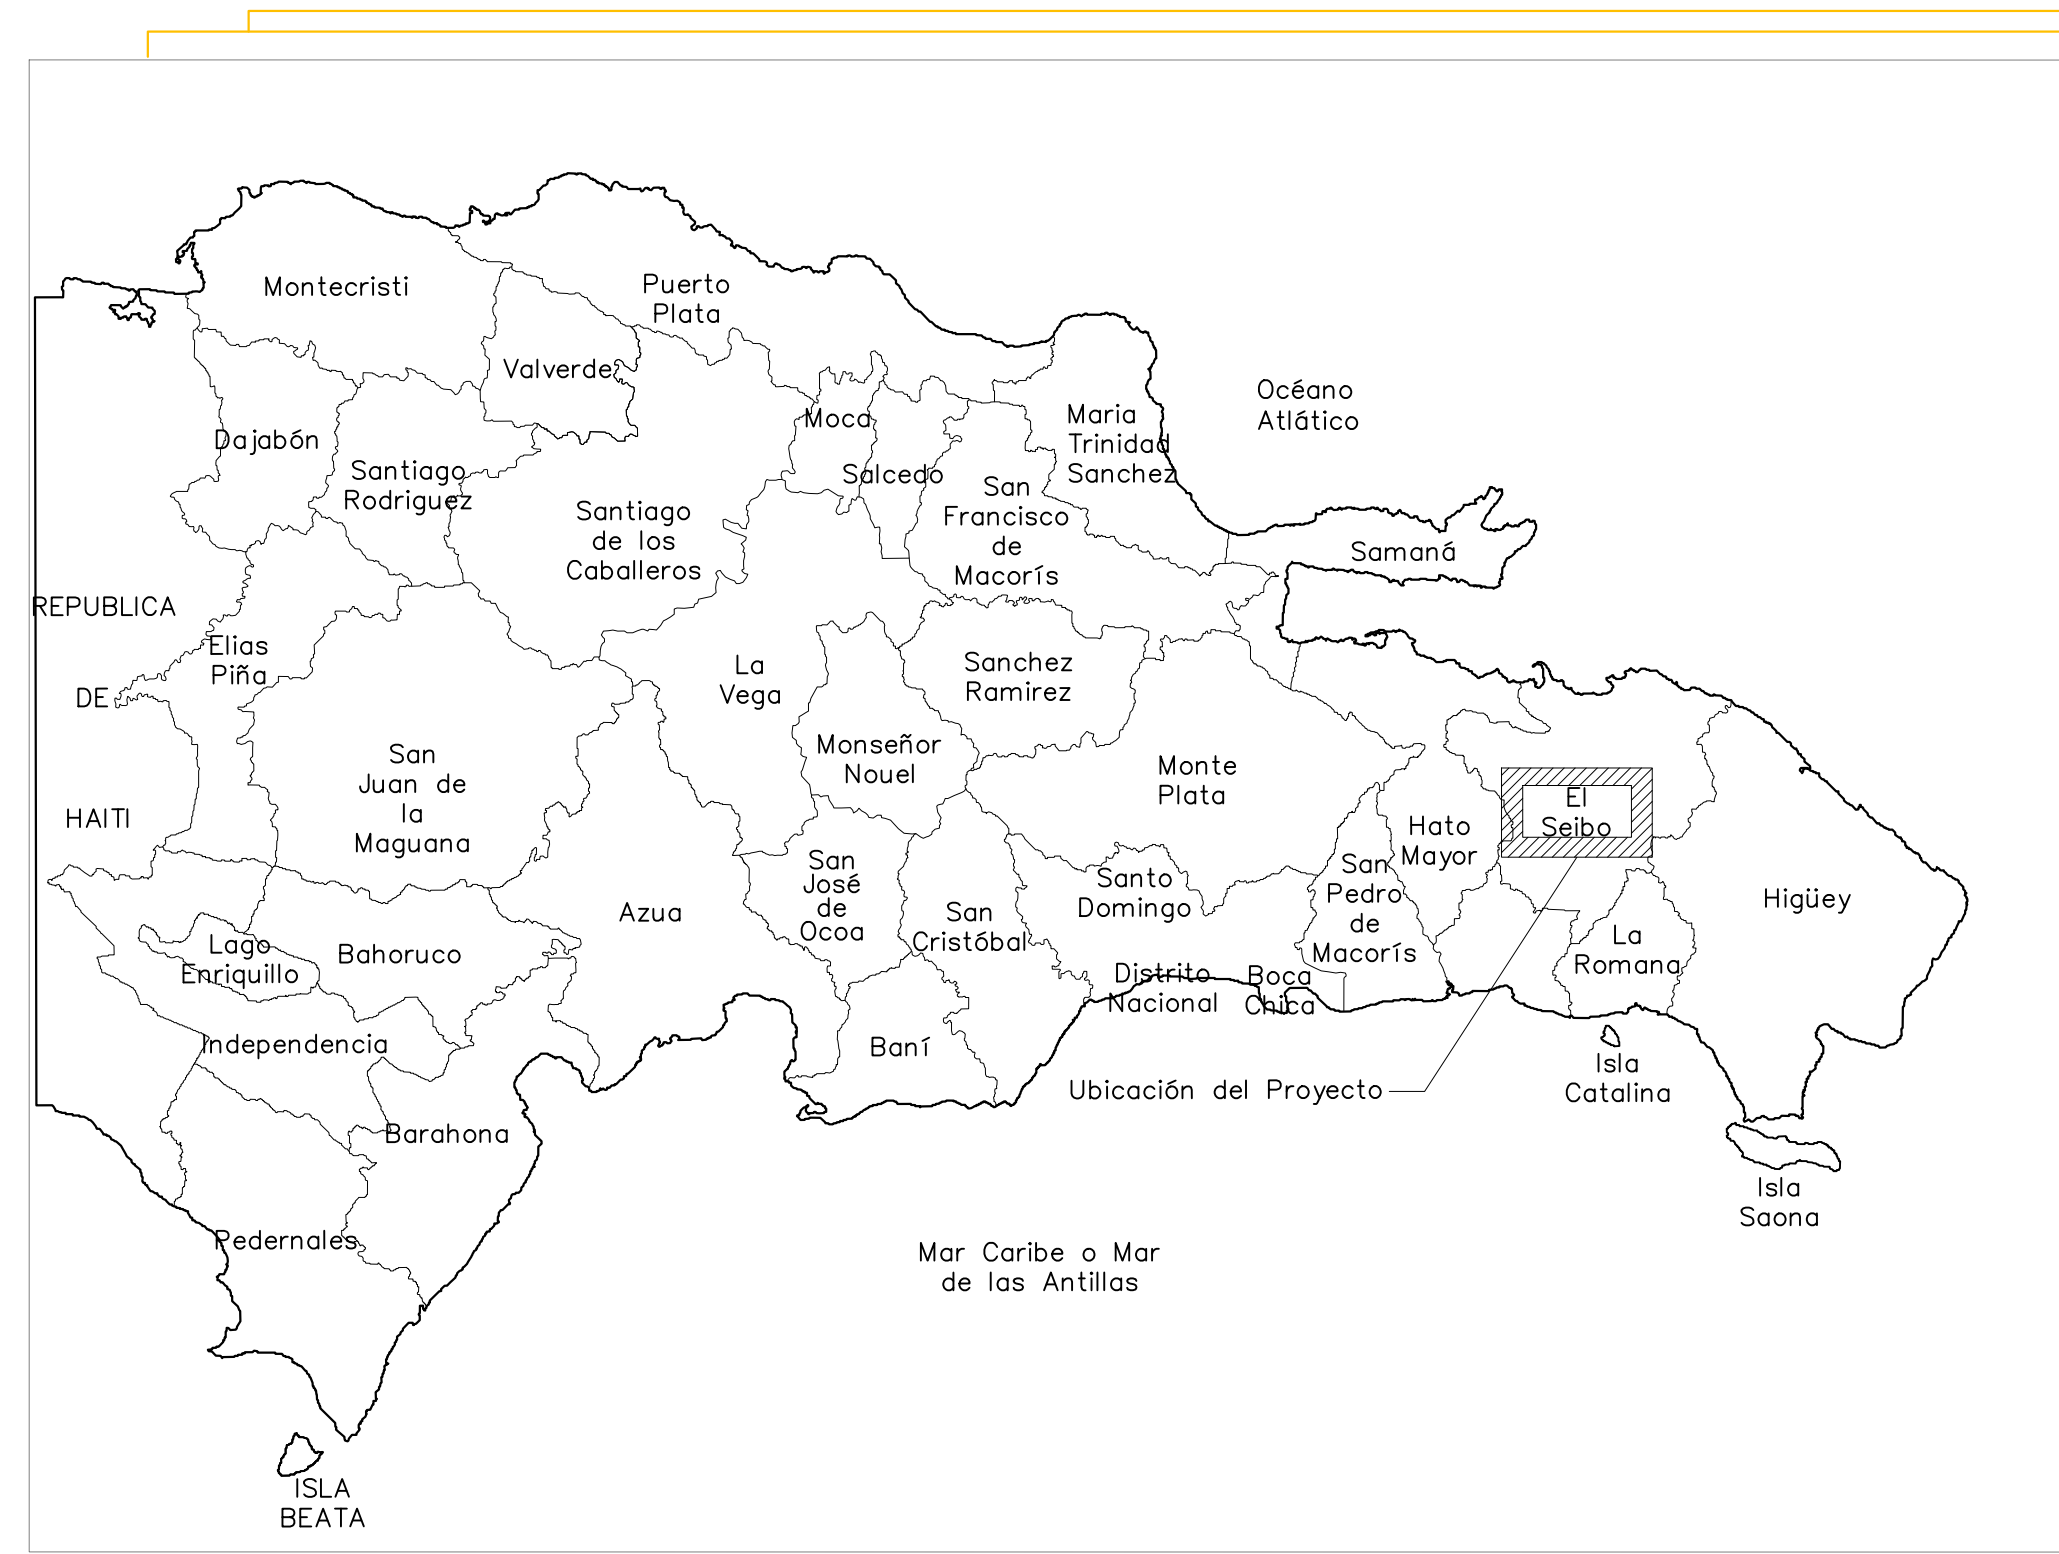 Montecristi
Puerto
Plata
Valverde
Moca
Océano
Atlático
Maria
Trinidad
Sanchez
Dajabón
Santiago
Rodriguez
Salcedo
San
Francisco
de
Macorís
Santiago
de los
Caballeros
Samaná
REPUBLICA
DE
HAITI
Elias
Piña
La
Vega
Sanchez
Ramirez
San
Juan de
la
Maguana
Monseñor
Nouel
Monte
Plata
El
Seibo
Hato
Mayor
San
José
de
Ocoa
San
Pedro
de
Macorís
Santo
Domingo
Higüey
Azua
San
Cristóbal
La
Romana
Lago
Enriquillo
Bahoruco
Distrito
Nacional
Boca
Chica
Independencia
Baní
Isla
Catalina
Ubicación del Proyecto
Barahona
Isla
Saona
Pedernales
Mar Caribe o Mar
de las Antillas
ISLA
BEATA